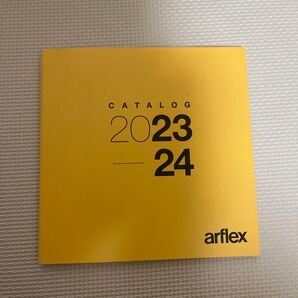 CATALOG
2023
—24
arflex